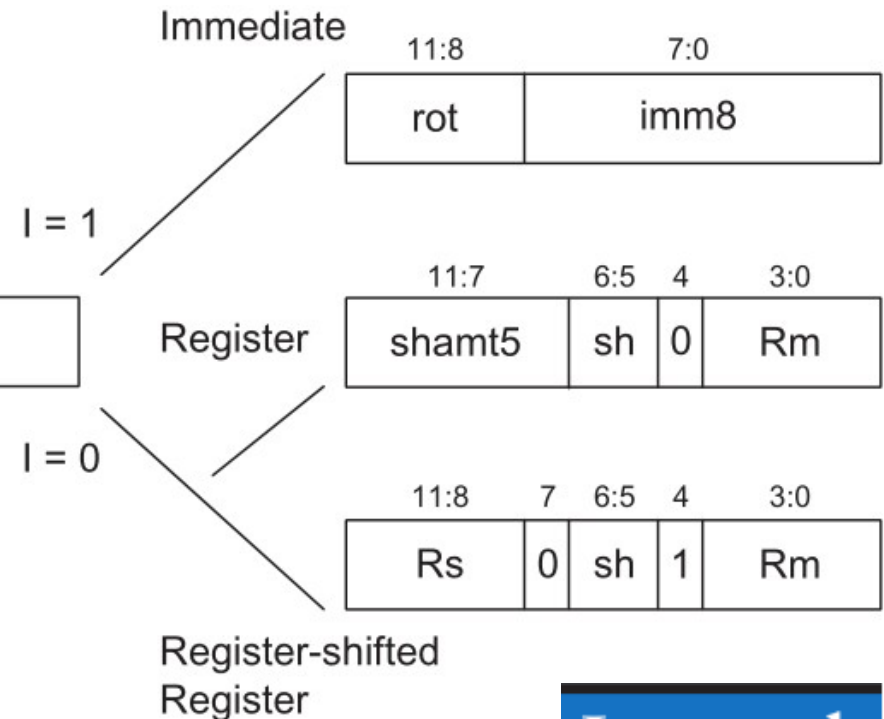 Immediate
11:8 7:0
rot imm8
I = 1
11:7 6:5 4 3:0
Register shamt5 sh 0 Rm
I = 0
11:8 7 6:5 4 3:0
Rs 0 sh 1 Rm
Register-shifted
Register